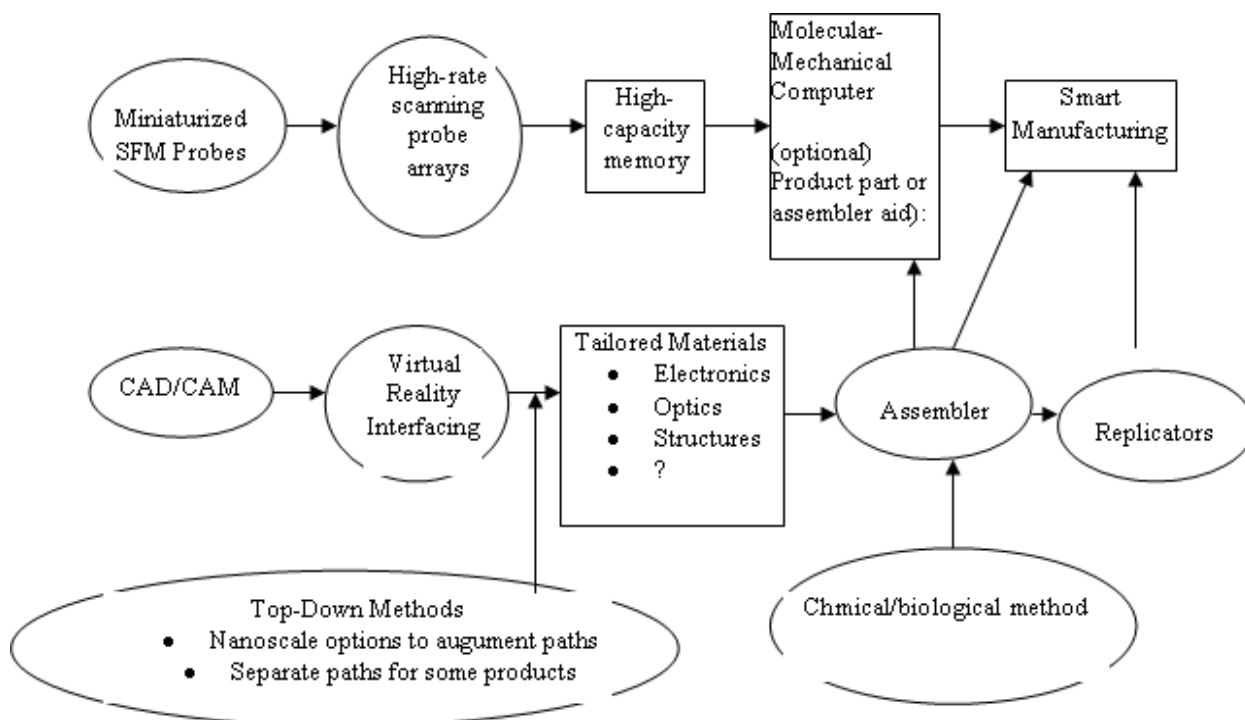 Miniaturized
SFM Probes
High-rate
scanning
probe
arrays
High-
capacity
memory
Molecular-
Mechanical
Computer
(optional)
Product part or
assembler aid):
Smart
Manufacturing
CAD/CAM
Virtual
Reality
Interfacing
Tailored Materials
● Electronics
● Optics
● Structures
● ?
Assembler
Replicators
Top-Down Methods
● Nanoscale options to augument paths
● Separate paths for some products
Chmical/biological method